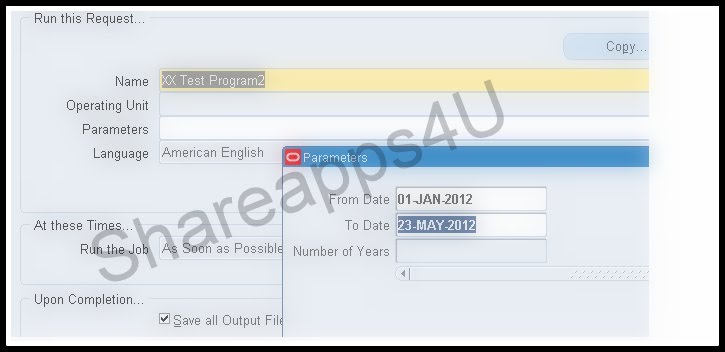 Run this Request...
Copy...
Name XX Test Program2
Operating Unit
Parameters
Language American English
Parameters
From Date 01-JAN-2012
To Date 23-MAY-2012
Number of Years
At these Times...
Run the Job As Soon as Possible
Upon Completion...
Save all Output File
Shareapps4U